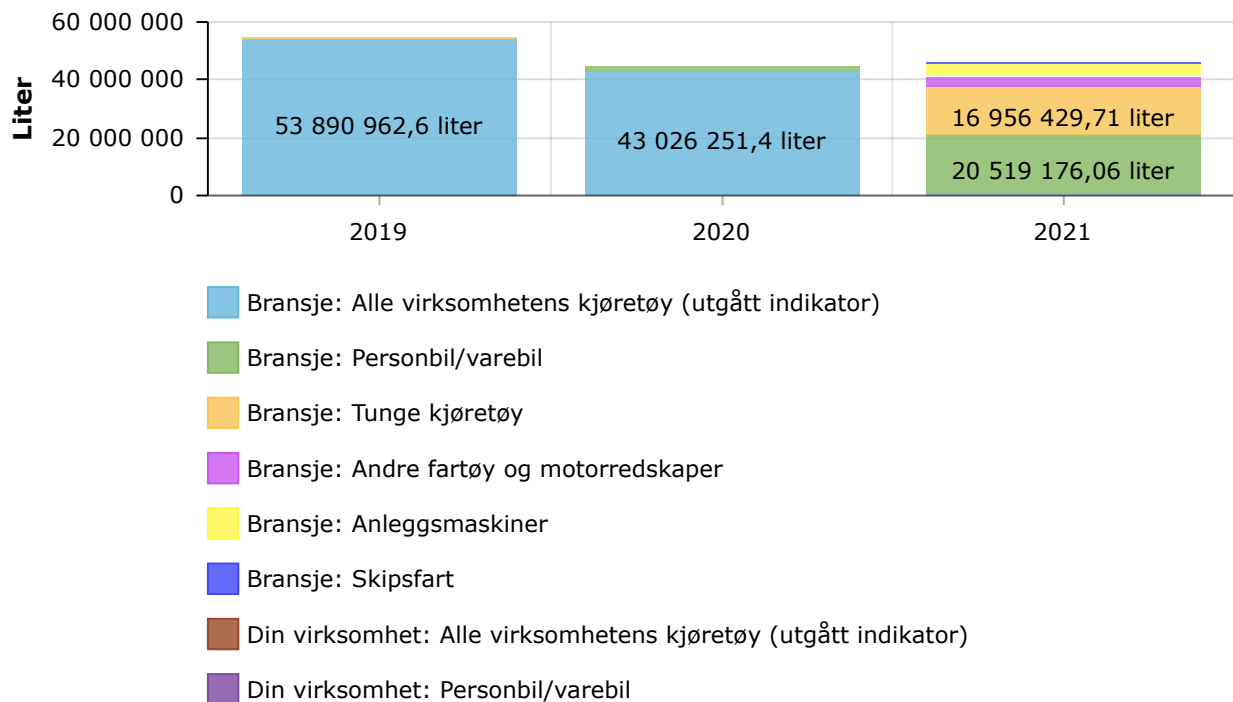 60 000 000
40 000 000
20 000 000
0
Liter
53 890 962,6 liter
43 026 251,4 liter
16 956 429,71 liter
20 519 176,06 liter
2019
2020
2021
Bransje: Alle virksomhetens kjøretøy (utgått indikator)
Bransje: Personbil/varebil
Bransje: Tunge kjøretøy
Bransje: Andre fartøy og motorredskaper
Bransje: Anleggsmaskiner
Bransje: Skipsfart
Din virksomhet: Alle virksomhetens kjøretøy (utgått indikator)
Din virksomhet: Personbil/varebil